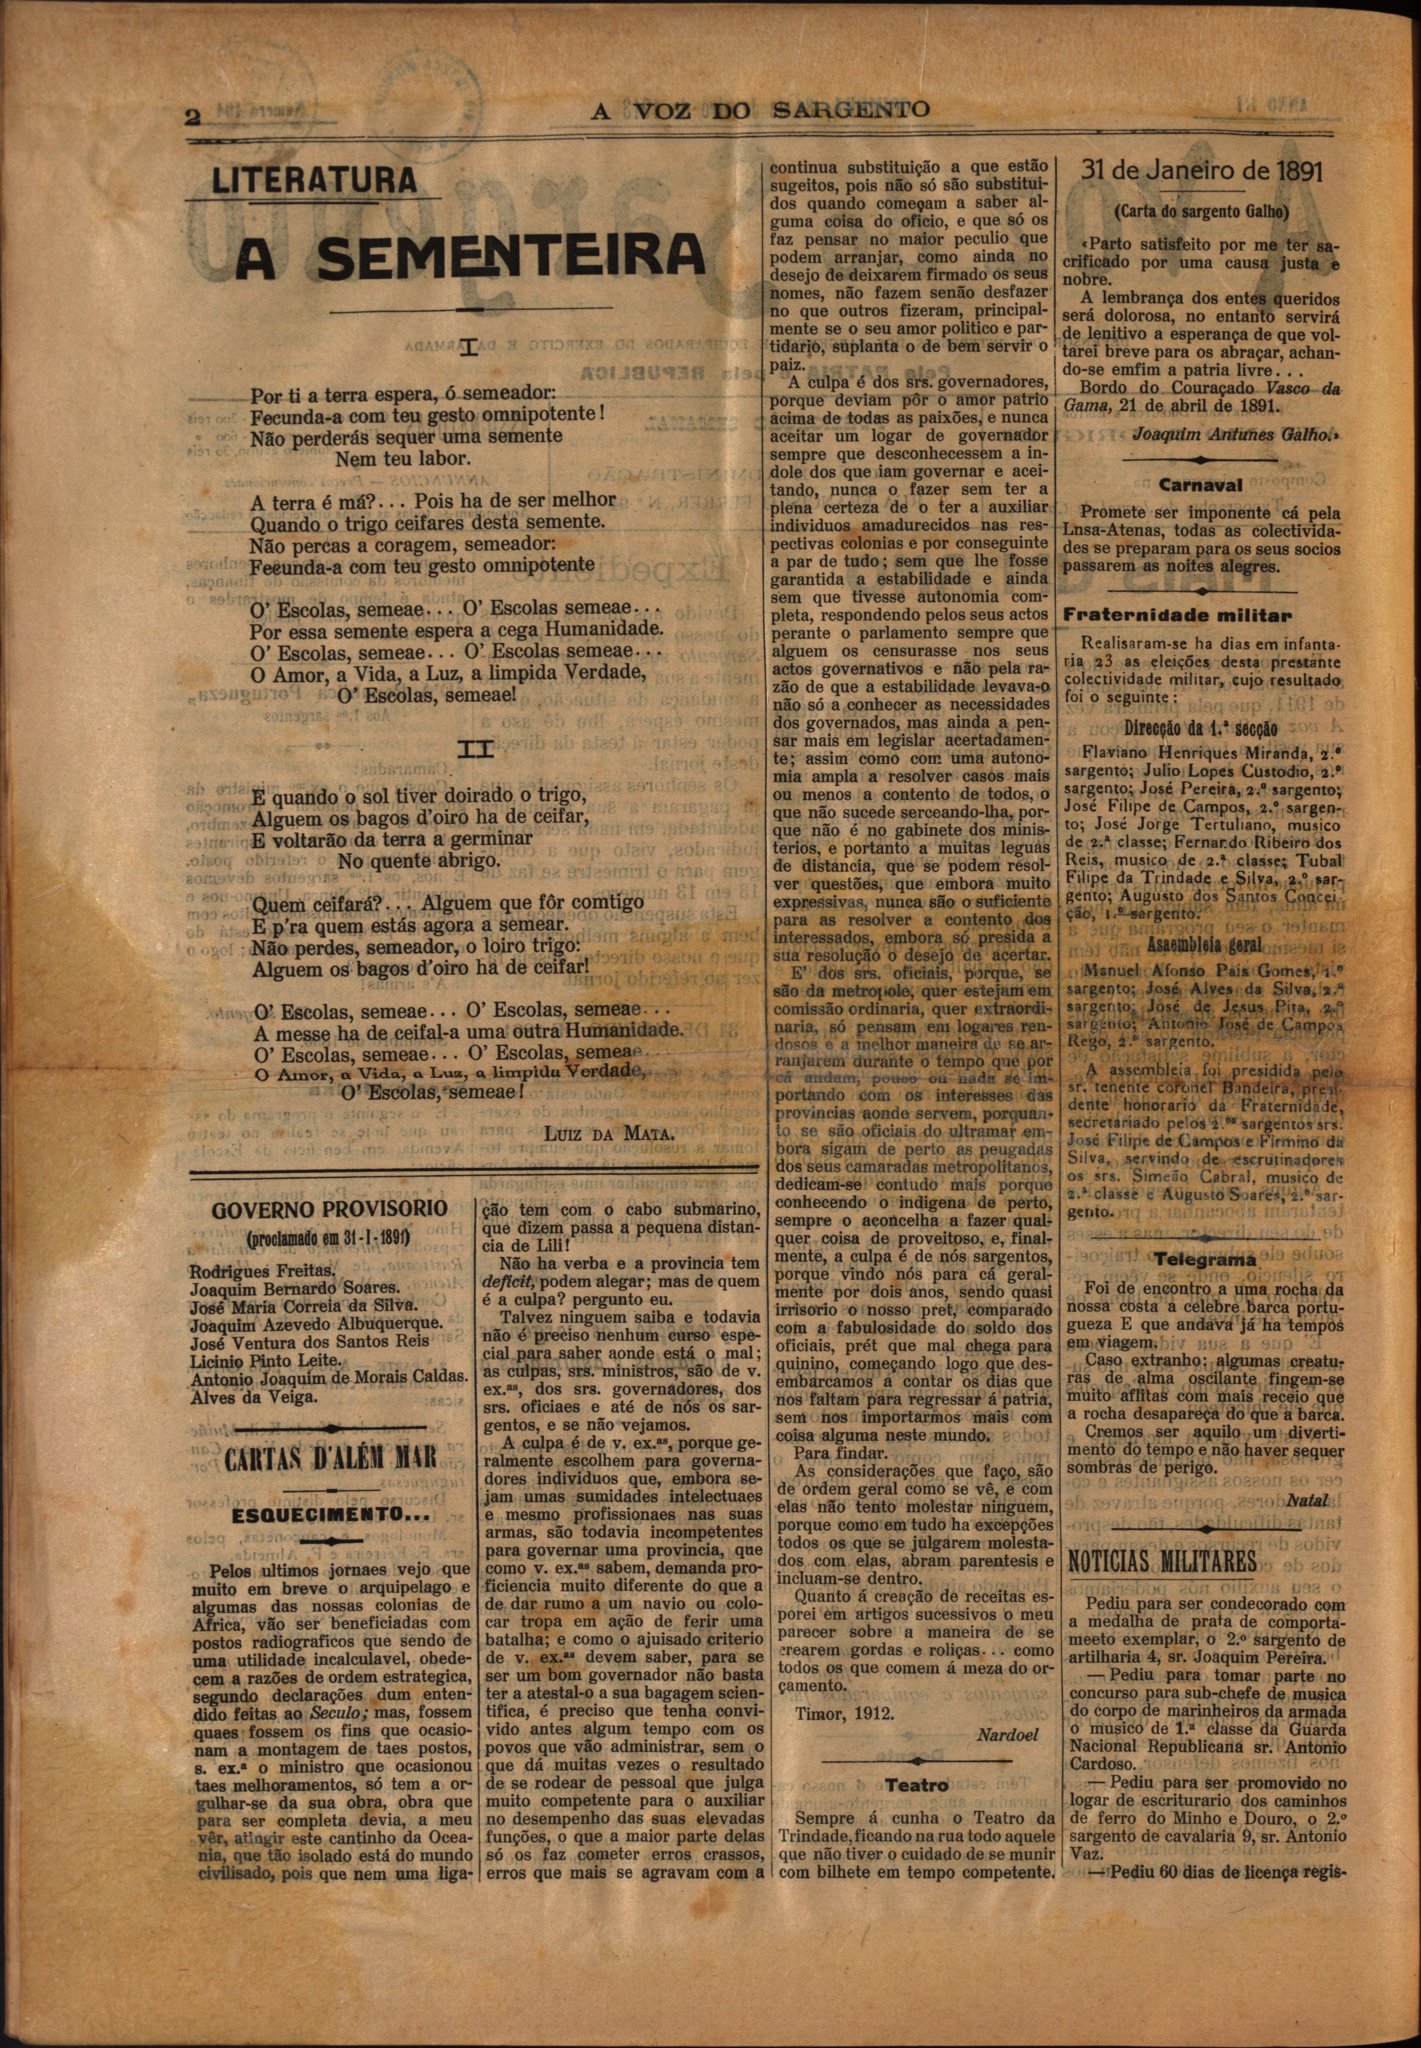 2
A VOZ DO SARGENTO
LITERATURA
A SEMENTEIRA
I
Por ti a terra espera, ó semeador:
Fecunda-a com teu gesto omnipotente!
Não perderás sequer uma semente
Nem teu labor.
A terra é má?... Pois ha de ser melhor
Quando o trigo ceifares desta semente.
Não percas a coragem, semeador:
Fecunda-a com teu gesto omnipotente
O' Escolas, semeae... O' Escolas semeae...
Por essa semente espera a cega Humanidade.
O' Escolas, semeae... O' Escolas semeae...
O Amor, a Vida, a Luz, a limpida Verdade,
O' Escolas, semeae!
II
E quando o sol tiver doirado o trigo,
Alguem os bagos d'oiro ha de ceifar,
E voltarão da terra a germinar
No quente abrigo.
Quem ceifará?... Alguem que fôr comtigo
E p'ra quem estás agora a semear.
Não perdes, semeador, o loiro trigo:
Alguem os bagos d'oiro ha de ceifar!
O' Escolas, semeae... O' Escolas, semeae...
A messe ha de ceifal-a uma outra Humanidade.
O' Escolas, semeae... O' Escolas, semeae...
O Amor, a Vida, a Luz, a limpida Verdade,
O' Escolas, semeae!
LUIZ DA MATA.
GOVERNO PROVISORIO
(proclamado em 31-I-1891)
Rodrigues Freitas.
Joaquim Bernardo Soares.
José Maria Correia da Silva.
Joaquim Azevedo Albuquerque.
José Ventura dos Santos Reis
Licinio Pinto Leite.
Antonio Joaquim de Morais Caldas.
Alves da Veiga.
CARTAS D'ALÉM MAR
ESQUECIMENTO...
Pelos ultimos jornaes vejo que
muito em breve o arquipelago e
algumas das nossas colonias de
Africa, vão ser beneficiadas com
postos radiograficos que sendo de
uma utilidade incalculavel, obede-
cem a razões de ordem estrategica,
segundo declarações dum enten-
dido feitas ao Seculo; mas, fossem
quaes fossem os fins que ocasio-
nam a montagem de taes postos,
s. ex.ª o ministro que ocasionou
taes melhoramentos, só tem a or-
gulhar-se da sua obra, obra que
para ser completa devia, a meu
vêr, atingir este cantinho da Ocea-
nia, que tão isolado está do mundo
civilisado, pois que nem uma liga-
ção tem com o cabo submarino,
que dizem passa a pequena distan-
cia de Lili!
Não ha verba e a provincia tem
deficit, podem alegar; mas de quem
é a culpa? pergunto eu.
Talvez ninguem saiba e todavia
não é preciso nenhum curso espe-
cial para saber aonde está o mal;
as culpas, srs. ministros, são de v.
ex.as, dos srs. governadores, dos
srs. oficiaes e até de nós os sar-
gentos, e se não vejamos.
A culpa é de v. ex.as, porque ge-
ralmente escolhem para governa-
dores individuos que, embora se-
jam umas sumidades intelectuaes
e mesmo profissionaes nas suas
armas, são todavia incompetentes
para governar uma provincia, que
como v. ex.as sabem, demanda pro-
ficiencia muito diferente do que a
de dar rumo a um navio ou colo-
car tropa em ação de ferir uma
batalha; e como o ajuisado criterio
de v. ex.as devem saber, para se
ser um bom governador não basta
ter a atestal-o a sua bagagem scien-
tifica, é preciso que tenha convi-
vido antes algum tempo com os
povos que vão administrar, sem o
que dá muitas vezes o resultado
de se rodear de pessoal que julga
muito competente para o auxiliar
no desempenho das suas elevadas
funções, o que a maior parte delas
só os faz cometer erros crassos,
erros que mais se agravam com a
continua substituição a que estão
sugeitos, pois não só são substitui-
dos quando começam a saber al-
guma coisa do oficio, e que só os
faz pensar no maior peculio que
podem arranjar, como ainda no
desejo de deixarem firmado os seus
nomes, não fazem senão desfazer
no que outros fizeram, principal-
mente se o seu amor politico e par-
tidario, suplanta o de bem servir o
paiz.
A culpa é dos srs. governadores,
porque deviam pôr o amor patrio
acima de todas as paixões, e nunca
aceitar um logar de governador
sempre que desconhecessem a in-
dole dos que iam governar e acei-
tando, nunca o fazer sem ter a
plena certeza de o ter a auxiliar
individuos amadurecidos nas res-
pectivas colonias e por conseguinte
a par de tudo; sem que lhe fosse
garantida a estabilidade e ainda
sem que tivesse autonomia com-
pleta, respondendo pelos seus actos
perante o parlamento sempre que
alguem os censurasse nos seus
actos governativos e não pela ra-
zão de que a estabilidade levava-o
não só a conhecer as necessidades
dos governados, mas ainda a pen-
sar mais em legislar acertadamen-
te; assim como com uma autono-
mia ampla a resolver casos mais
ou menos a contento de todos, o
que não sucede serceando-lha, por-
que não é no gabinete dos minis-
terios, e portanto a muitas leguas
de distancia, que se podem resol-
ver questões, que embora muito
expressivas, nunca são o suficiente
para as resolver a contento dos
interessados, embora só presida a
sua resolução o desejo de acertar.
E' dos srs. oficiais, porque, se
são da metropole, quer estejam em
comissão ordinaria, quer extraordi-
naria, só pensam em logares ren-
dosos e a melhor maneira de se ar-
ranjarem durante o tempo que por
cá andam, pouco ou nada se im-
portando com os interesses das
provincias aonde servem, porquan-
to se são oficiais do ultramar em-
bora sigam de perto as peugadas
dos seus camaradas metropolitanos,
dedicam-se contudo mais porque
conhecendo o indigena de perto,
sempre o aconcelha a fazer qual-
quer coisa de proveitoso, e, final-
mente, a culpa é de nós sargentos,
porque vindo nós para cá geral-
mente por dois anos, sendo quasi
irrisorio o nosso pret, comparado
com a fabulosidade do soldo dos
oficiais, prét que mal chega para
quinino, começando logo que des-
embarcamos a contar os dias que
nos faltam para regressar á patria,
sem nos importarmos mais com
coisa alguma neste mundo.
Para findar.
As considerações que faço, são
de ordem geral como se vê, e com
elas não tento molestar ninguem,
porque como em tudo ha excepções
todos os que se julgarem molesta-
dos com elas, abram parentesis e
incluam-se dentro.
Quanto á creação de receitas es-
porei em artigos sucessivos o meu
parecer sobre a maneira de se
crearem gordas e roliças... como
todos os que comem á meza do or-
çamento.
Timor, 1912.
Nardoel
Teatro
Sempre á cunha o Teatro da
Trindade, ficando na rua todo aquele
que não tiver o cuidado de se munir
com bilhete em tempo competente.
31 de Janeiro de 1891
(Carta do sargento Galho)
«Parto satisfeito por me ter sa-
crificado por uma causa justa e
nobre.
A lembrança dos entes queridos
será dolorosa, no entanto servirá
de lenitivo a esperança de que vol-
tarei breve para os abraçar, achan-
do-se emfim a patria livre...
Bordo do Couraçado Vasco da
Gama, 21 de abril de 1891.
Joaquim Antunes Galho.»
Carnaval
Promete ser imponente cá pela
Lnsa-Atenas, todas as colectivida-
des se preparam para os seus socios
passarem as noites alegres.
Fraternidade militar
Realisaram-se ha dias em infanta-
ria 23 as eleições desta prestante
colectividade militar, cujo resultado
foi o seguinte:
Direcção da 1.ª secção
Flaviano Henriques Miranda, 2.º
sargento; Julio Lopes Custodio, 2.º
sargento; José Pereira, 2.º sargento;
José Filipe de Campos, 2.º sargen-
to; José Jorge Tertuliano, musico
de 2.ª classe; Fernando Ribeiro dos
Reis, musico de 2.ª classe; Tubal
Filipe da Trindade e Silva, 2.º sar-
gento; Augusto dos Santos Concei-
ção, 1.º sargento.
Assembleia geral
Manuel Afonso Pais Gomes, 1.º
sargento; José Alves da Silva, 2.º
sargento; José de Jesus Pita, 2.º
sargento; Antonio José de Campos
Rego, 2.º sargento.
A assembleia foi presidida pelo
sr. tenente coronel Bandeira, presi-
dente honorario da Fraternidade,
secretariado pelos 2.os sargentos srs.
José Filipe de Campos e Firmino da
Silva, servindo de escrutinadores
os srs. Simeão Cabral, musico de
2.ª classe e Augusto Soares, 2.º sar-
gento.
Telegrama
Foi de encontro a uma rocha da
nossa costa a celebre barca portu-
gueza E que andava já ha tempos
em viagem.
Caso extranho: algumas creatu-
ras de alma oscilante fingem-se
muito aflitas com mais receio que
a rocha desapareça do que a barca.
Cremos ser aquilo um diverti-
mento do tempo e não haver sequer
sombras de perigo.
Natal
NOTICIAS MILITARES
Pediu para ser condecorado com
a medalha de prata de comporta-
meeto exemplar, o 2.º sargento de
artilharia 4, sr. Joaquim Pereira.
— Pediu para tomar parte no
concurso para sub-chefe de musica
do corpo de marinheiros da armada
o musico de 1.ª classe da Guarda
Nacional Republicana sr. Antonio
Cardoso.
— Pediu para ser promovido no
logar de escriturario dos caminhos
de ferro do Minho e Douro, o 2.º
sargento de cavalaria 9, sr. Antonio
Vaz.
— Pediu 60 dias de licença regis-